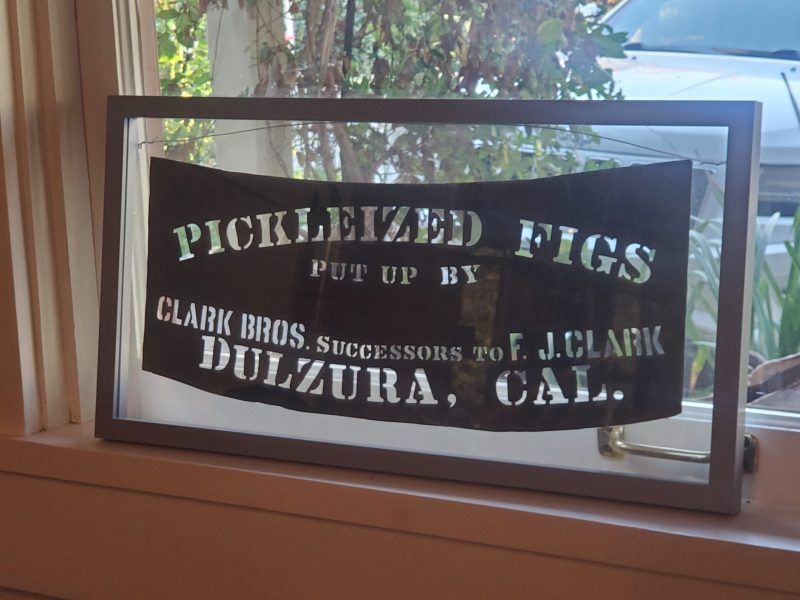 PICKLEIZED FIGS
PUT UP BY
CLARK BROS. SUCCESSORS TO F. J. CLARK
DULZURA, CAL.